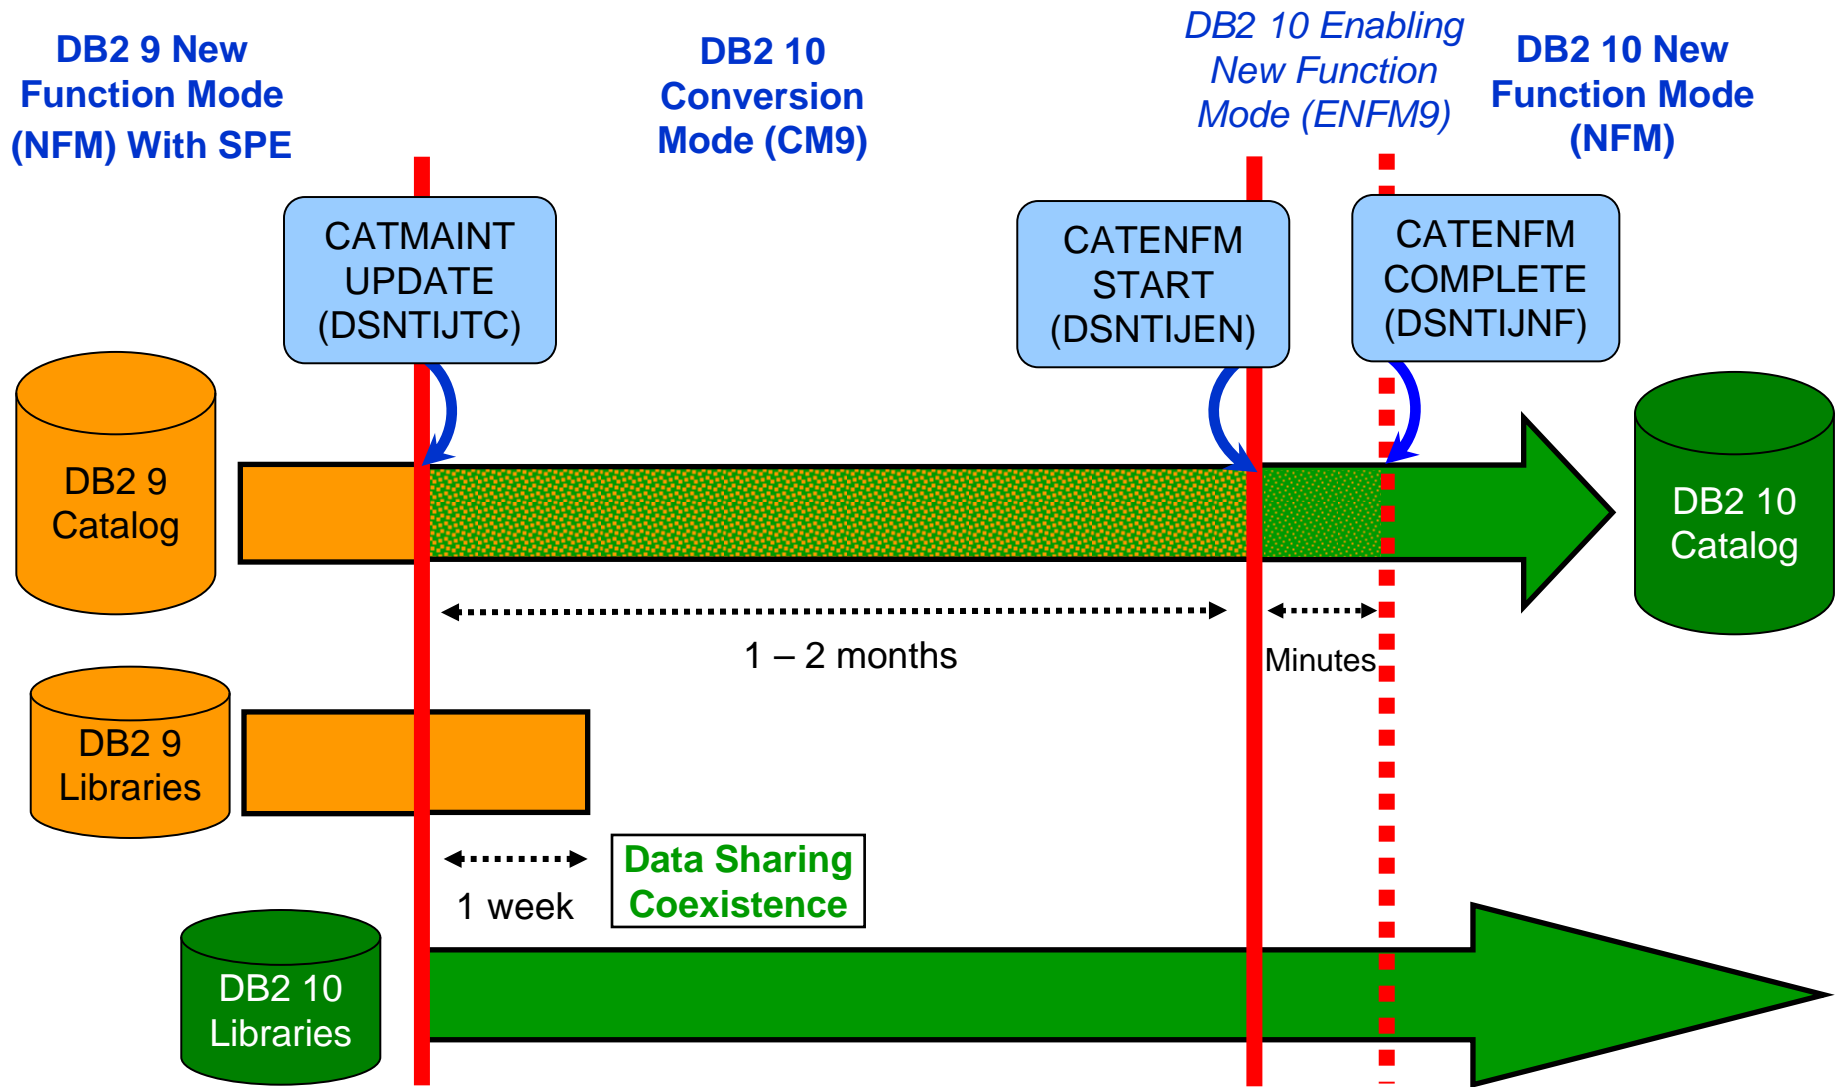 DB2 9 New
Function Mode
(NFM) With SPE
DB2 10
Conversion
Mode (CM9)
DB2 10 Enabling
New Function
Mode (ENFM9)
DB2 10 New
Function Mode
(NFM)
CATMAINT
UPDATE
(DSNTIJTC)
CATENFM
START
(DSNTIJEN)
CATENFM
COMPLETE
(DSNTIJNF)
DB2 9
Catalog
DB2 10
Catalog
1 – 2 months
Minutes
DB2 9
Libraries
1 week
Data Sharing
Coexistence
DB2 10
Libraries